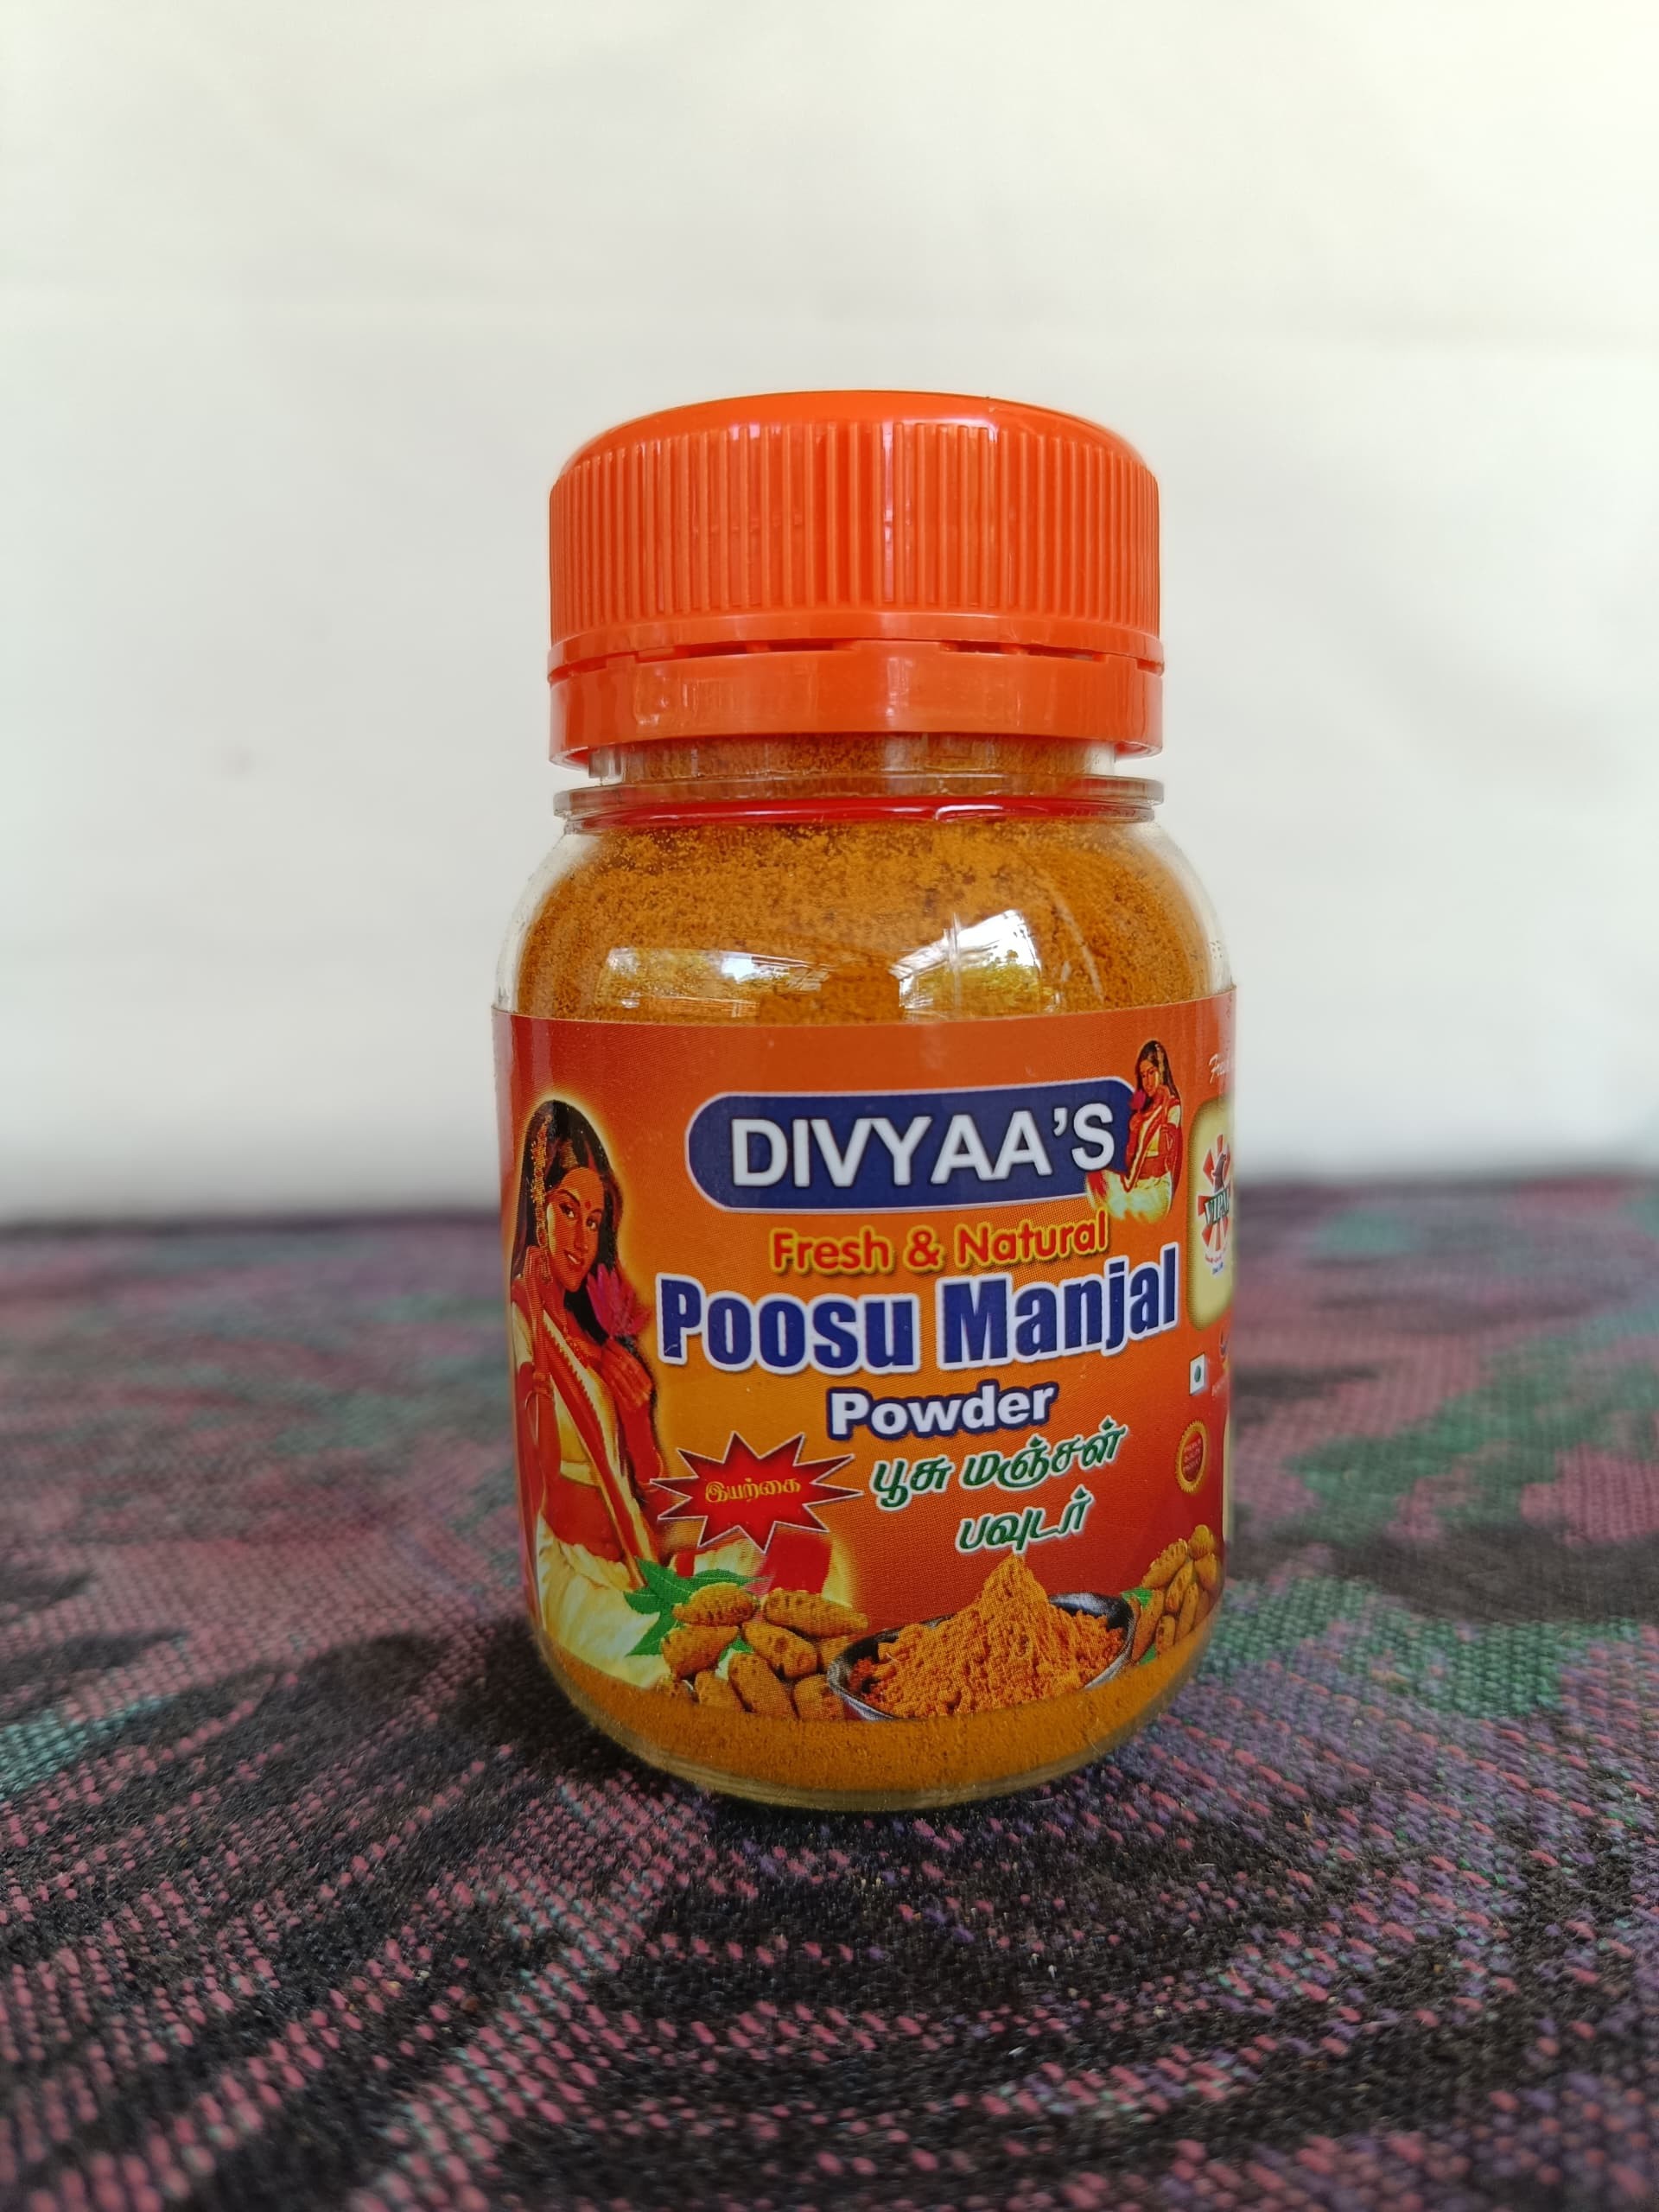 DIVYAA'S
Fresh & Natural
Poosu Manjal
Powder
பூசு மஞ்சள்
பவுடர்
இயற்கை